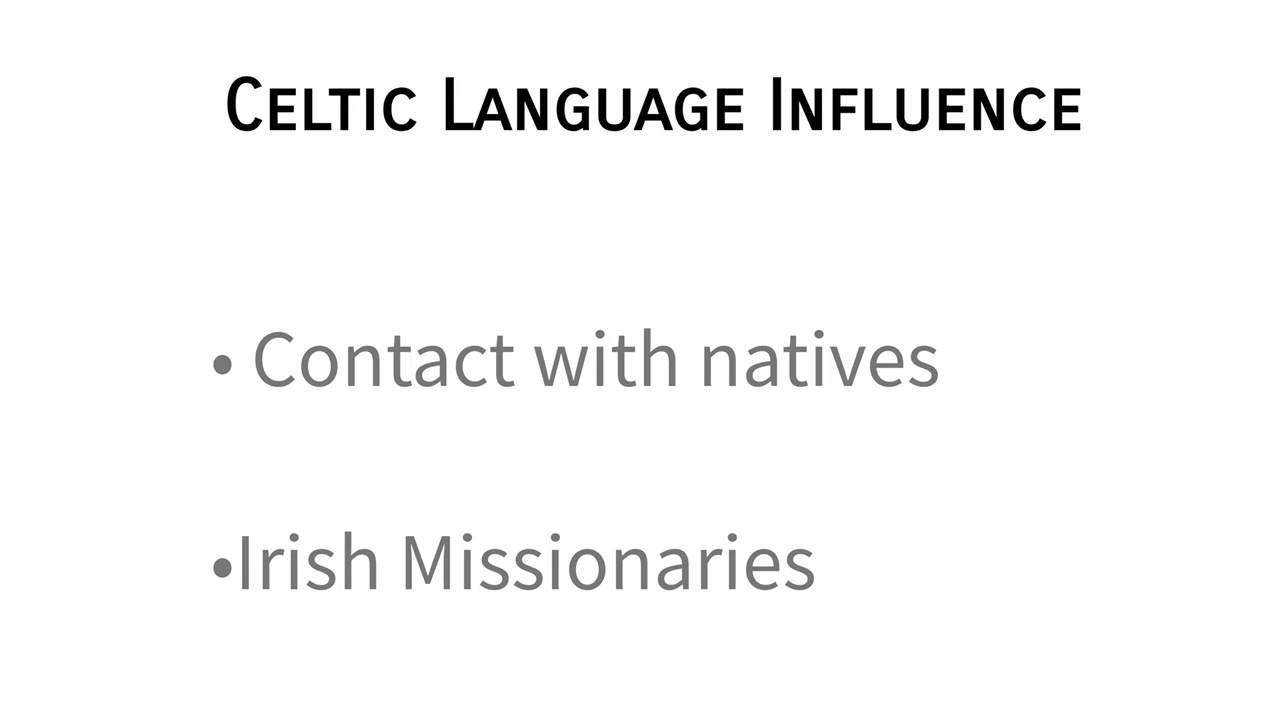 Celtic Language Influence
• Contact with natives
•Irish Missionaries